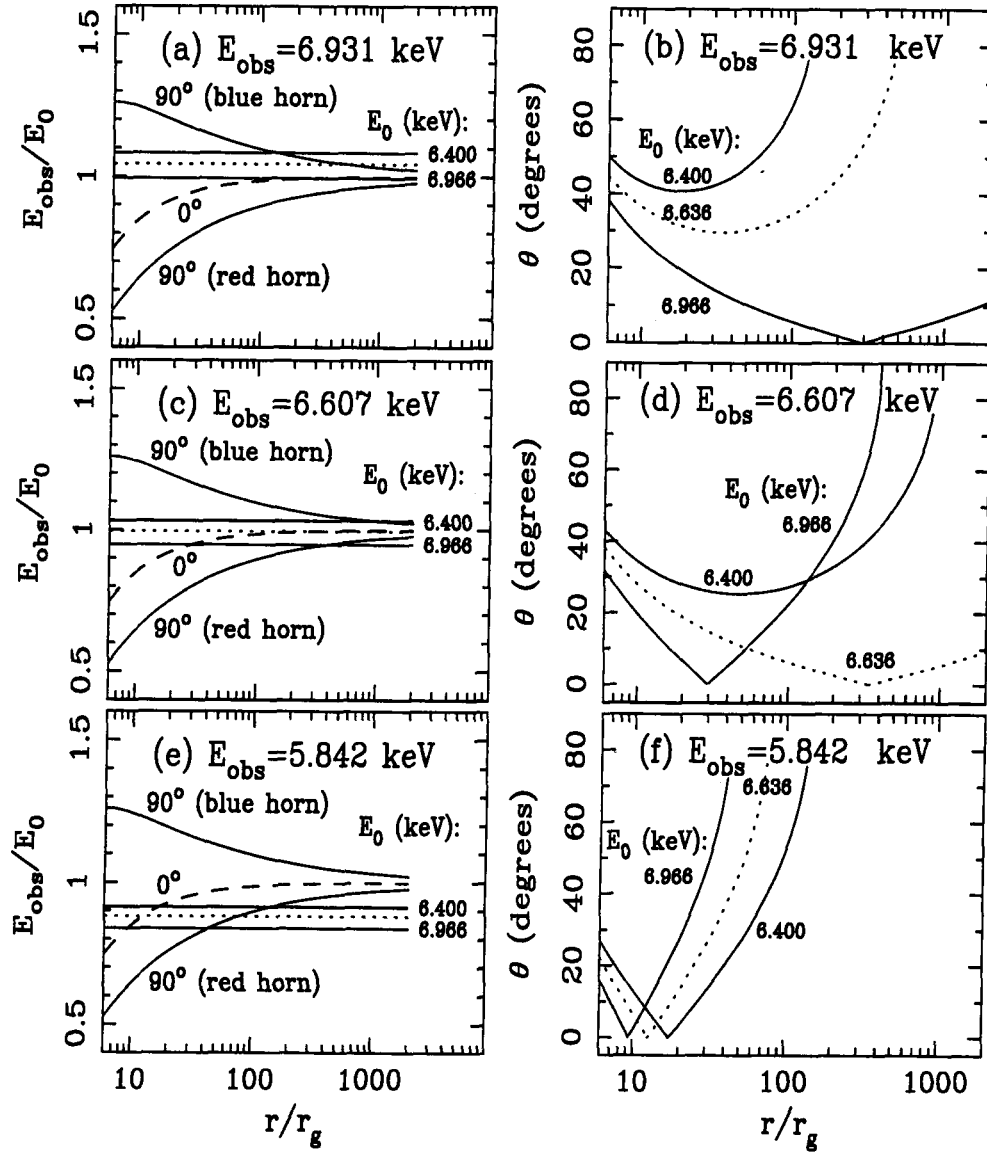 (a) E_obs=6.931 keV
90° (blue horn)
E_0 (keV):
6.400
6.966
0°
90° (red horn)
E_obs/E_0
1.5
1
0.5
(b) E_obs=6.931 keV
E_0 (keV):
6.400
6.636
6.966
θ (degrees)
80
60
40
20
0
10
100
1000
(c) E_obs=6.607 keV
90° (blue horn)
E_0 (keV):
6.400
6.966
0°
90° (red horn)
E_obs/E_0
1.5
1
0.5
(d) E_obs=6.607 keV
E_0 (keV):
6.966
6.400
6.636
θ (degrees)
80
60
40
20
0
(e) E_obs=5.842 keV
90° (blue horn)
E_0 (keV):
0°
6.400
6.966
90° (red horn)
E_obs/E_0
1.5
1
0.5
10
100
1000
r/r_g
(f) E_obs=5.842 keV
6.636
E_0 (keV):
6.966
6.400
θ (degrees)
80
60
40
20
0
10
100
1000
r/r_g